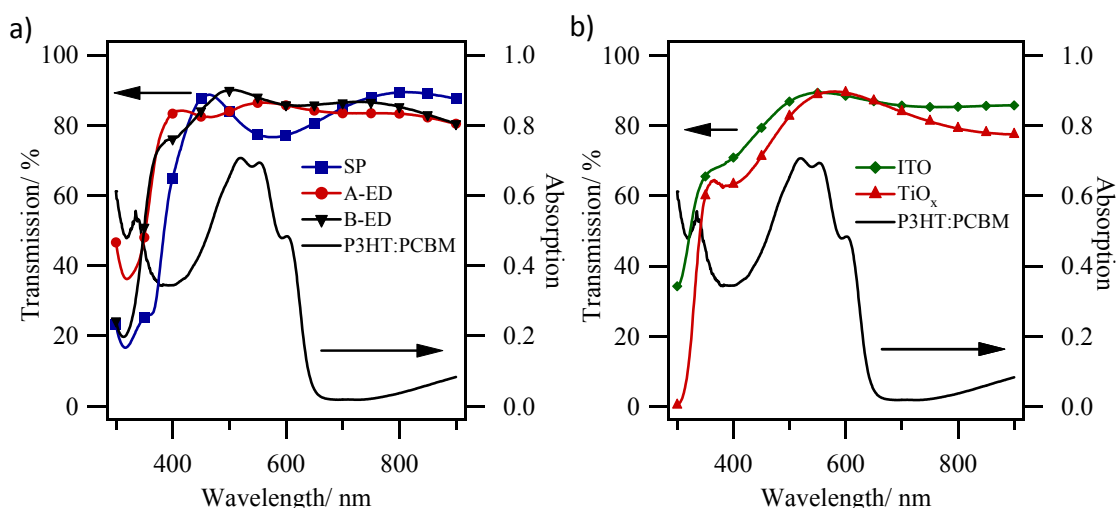 a)
100
80
60
40
20
0
Transmission/ %
1.0
0.8
0.6
0.4
0.2
0.0
Absorption
SP
A-ED
B-ED
P3HT:PCBM
400
600
800
Wavelength/ nm
b)
100
80
60
40
20
0
Transmission/ %
1.0
0.8
0.6
0.4
0.2
0.0
Absorption
ITO
TiOx
P3HT:PCBM
400
600
800
Wavelength/ nm